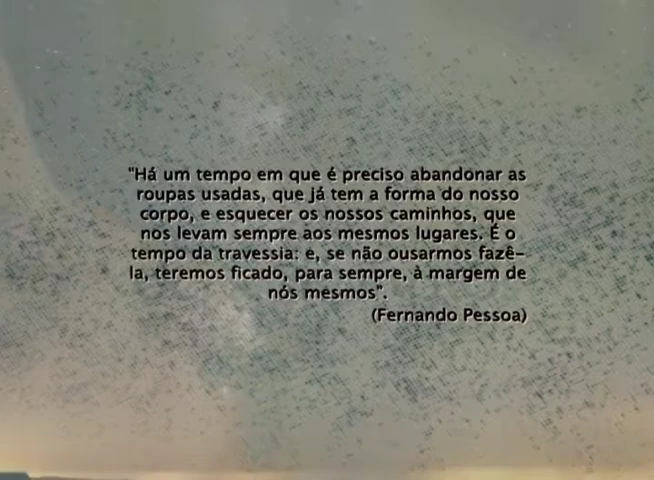 "Há um tempo em que é preciso abandonar as
roupas usadas, que já tem a forma do nosso
corpo, e esquecer os nossos caminhos, que
nos levam sempre aos mesmos lugares. É o
tempo da travessia: e, se não ousarmos fazê-
la, teremos ficado, para sempre, à margem de
nós mesmos".
(Fernando Pessoa)